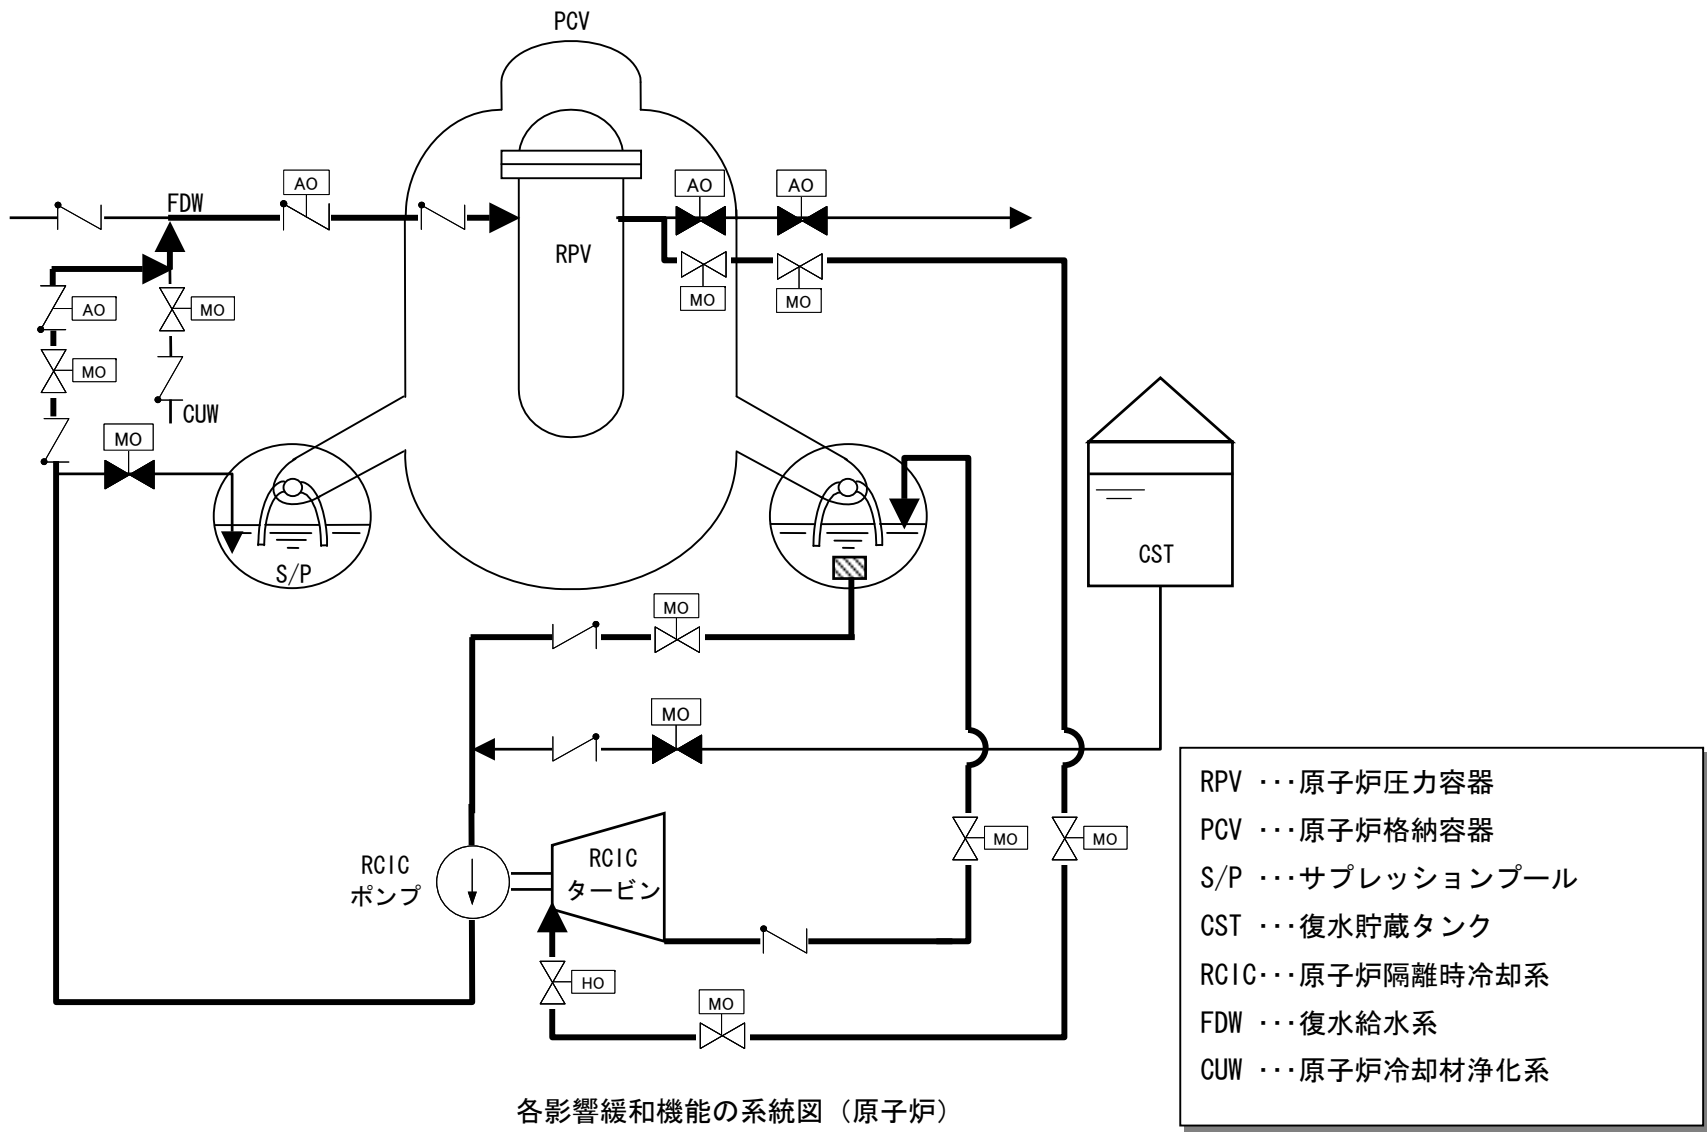 PCV
AO
AO
AO
FDW
RPV
MO
MO
AO
MO
MO
CUW
MO
S/P
CST
MO
MO
MO
MO
RCIC
ポンプ
RCIC
タービン
HO
MO
RPV ・・・原子炉圧力容器
PCV ・・・原子炉格納容器
S/P ・・・サプレッションプール
CST ・・・復水貯蔵タンク
RCIC・・・原子炉隔離時冷却系
FDW ・・・復水給水系
CUW ・・・原子炉冷却材浄化系
各影響緩和機能の系統図（原子炉）